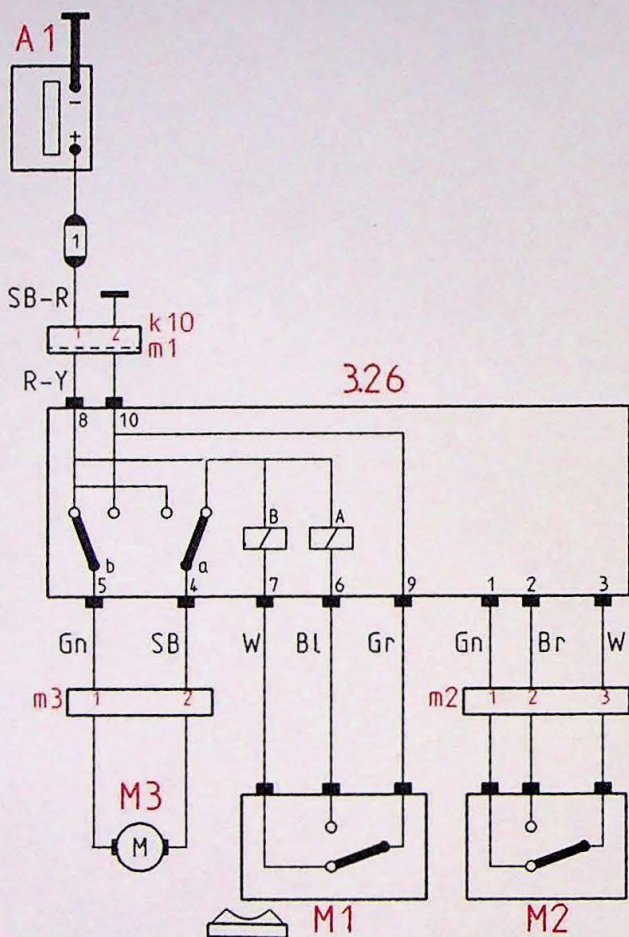 A1
−
+
1
SB-R
1 2 k10
m1
R-Y
3.26
8 10
B A
b a
5 4 7 6 9 1 2 3
Gn SB W Bl Gr Gn Br W
m3 1 2 m2 1 2 3
M3
M
M1 M2